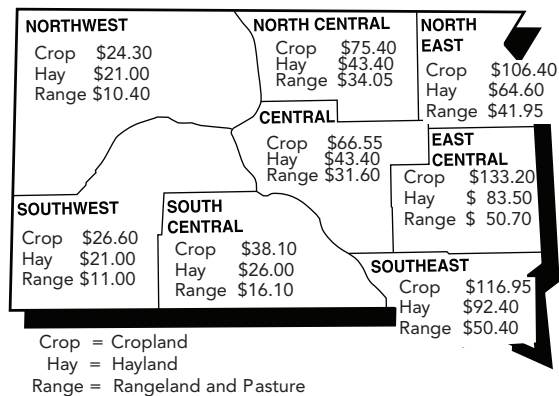 NORTHWEST
Crop $24.30
Hay $21.00
Range $10.40
NORTH CENTRAL
Crop $75.40
Hay $43.40
Range $34.05
NORTH
EAST
Crop $106.40
Hay $64.60
Range $41.95
CENTRAL
Crop $66.55
Hay $43.40
Range $31.60
EAST
CENTRAL
Crop $133.20
Hay $ 83.50
Range $ 50.70
SOUTHWEST
Crop $26.60
Hay $21.00
Range $11.00
SOUTH
CENTRAL
Crop $38.10
Hay $26.00
Range $16.10
SOUTHEAST
Crop $116.95
Hay $92.40
Range $50.40
Crop = Cropland
Hay = Hayland
Range = Rangeland and Pasture